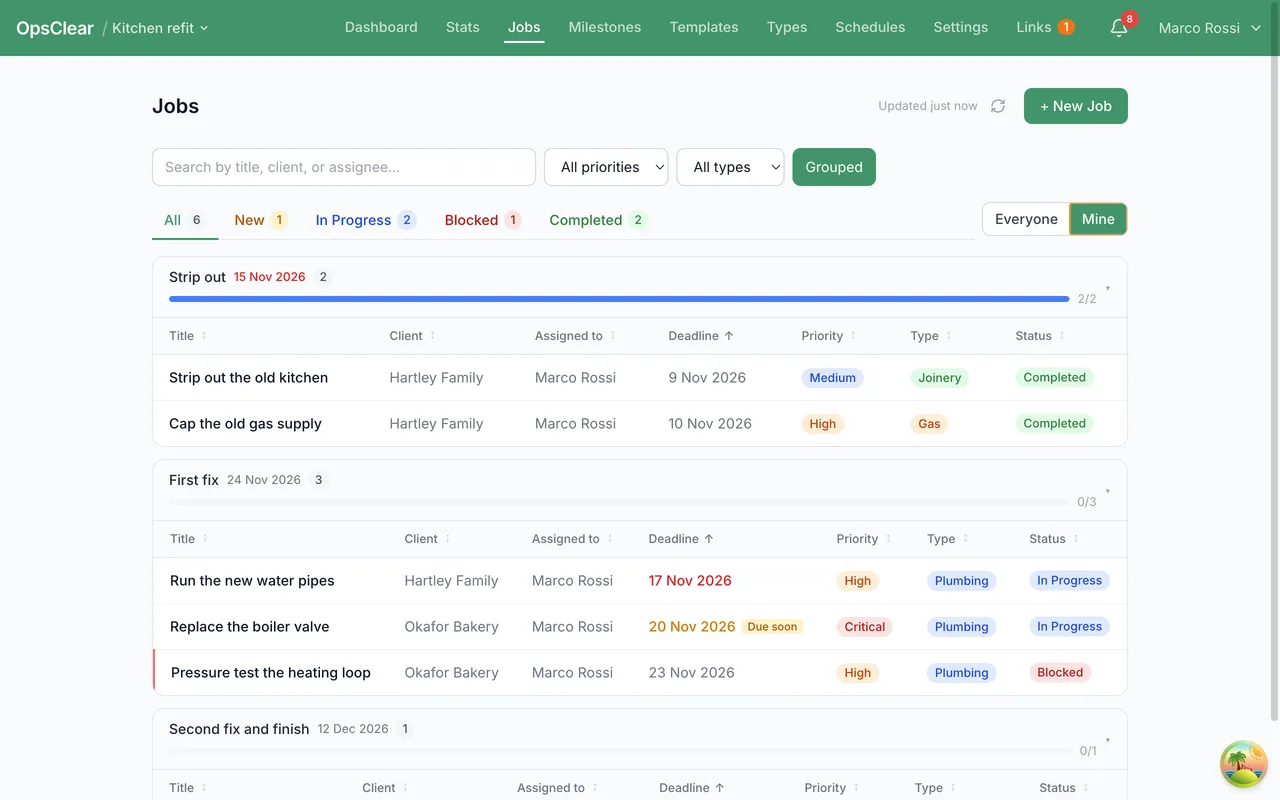 OpsClear / Kitchen refit Dashboard Stats Jobs Milestones Templates Types Schedules Settings Links 1 8 Marco Rossi
Jobs Updated just now + New Job
Search by title, client, or assignee... All priorities All types Grouped
All 6 New 1 In Progress 2 Blocked 1 Completed 2 Everyone Mine
Strip out 15 Nov 2026 2
2/2
Title Client Assigned to Deadline ↑ Priority Type Status
Strip out the old kitchen Hartley Family Marco Rossi 9 Nov 2026 Medium Joinery Completed
Cap the old gas supply Hartley Family Marco Rossi 10 Nov 2026 High Gas Completed
First fix 24 Nov 2026 3
0/3
Title Client Assigned to Deadline ↑ Priority Type Status
Run the new water pipes Hartley Family Marco Rossi 17 Nov 2026 High Plumbing In Progress
Replace the boiler valve Okafor Bakery Marco Rossi 20 Nov 2026 Due soon Critical Plumbing In Progress
Pressure test the heating loop Okafor Bakery Marco Rossi 23 Nov 2026 High Plumbing Blocked
Second fix and finish 12 Dec 2026 1
0/1
Title Client Assigned to Deadline ↑ Priority Type Status